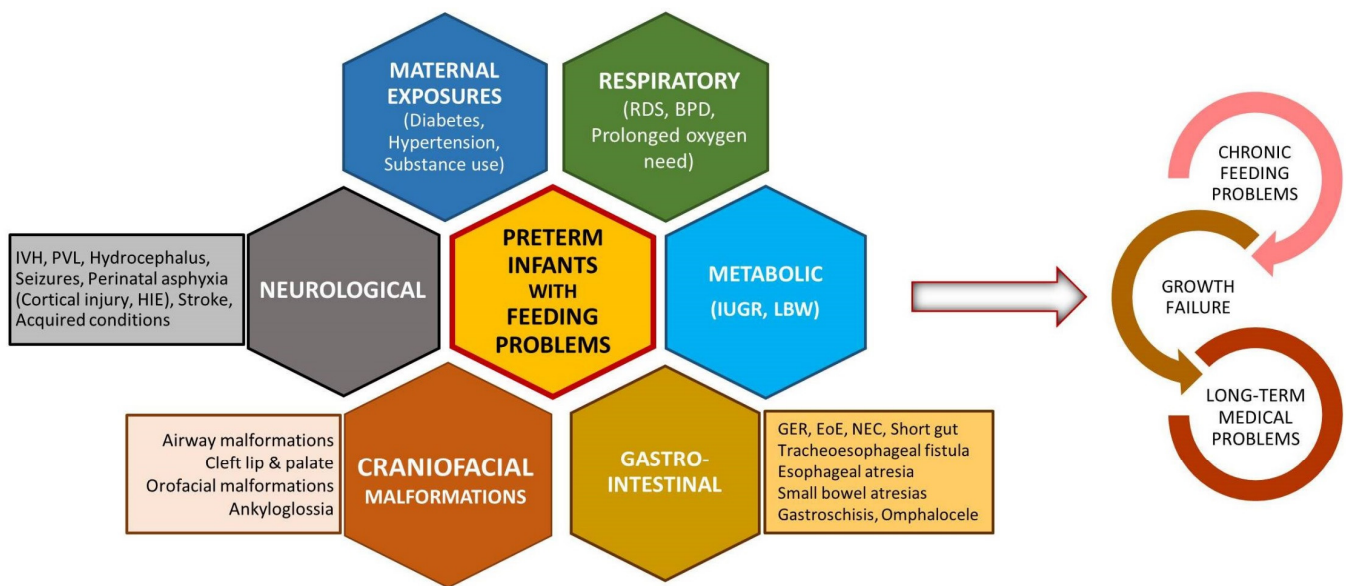 MATERNAL
EXPOSURES
(Diabetes,
Hypertension,
Substance use)
RESPIRATORY
(RDS, BPD,
Prolonged oxygen
need)
IVH, PVL, Hydrocephalus,
Seizures, Perinatal asphyxia
(Cortical injury, HIE), Stroke,
Acquired conditions
NEUROLOGICAL
PRETERM
INFANTS
WITH
FEEDING
PROBLEMS
METABOLIC
(IUGR, LBW)
Airway malformations
Cleft lip & palate
Orofacial malformations
Ankyloglossia
CRANIOFACIAL
MALFORMATIONS
GASTRO-
INTESTINAL
GER, EoE, NEC, Short gut
Tracheoesophageal fistula
Esophageal atresia
Small bowel atresias
Gastroschisis, Omphalocele
CHRONIC
FEEDING
PROBLEMS
GROWTH
FAILURE
LONG-TERM
MEDICAL
PROBLEMS